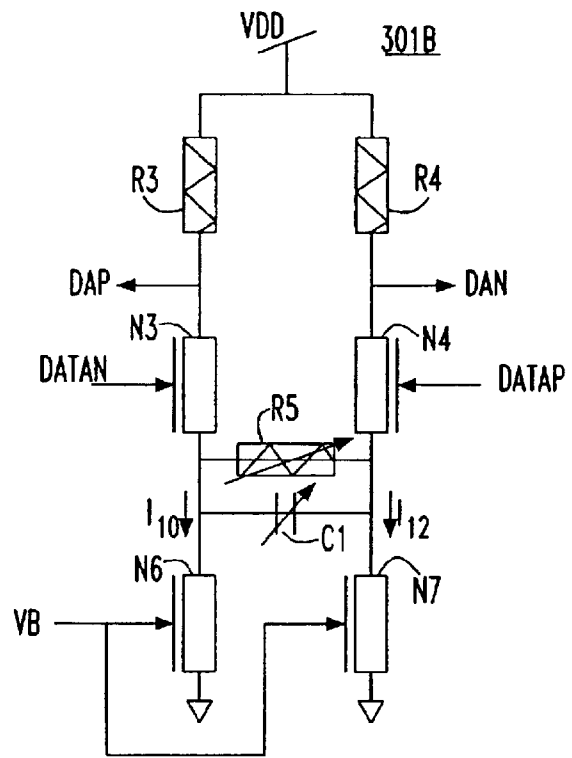 VDD
301B
R3
R4
DAP
DAN
N3
N4
DATAN
DATAP
R5
I10
C1
I12
N6
N7
VB